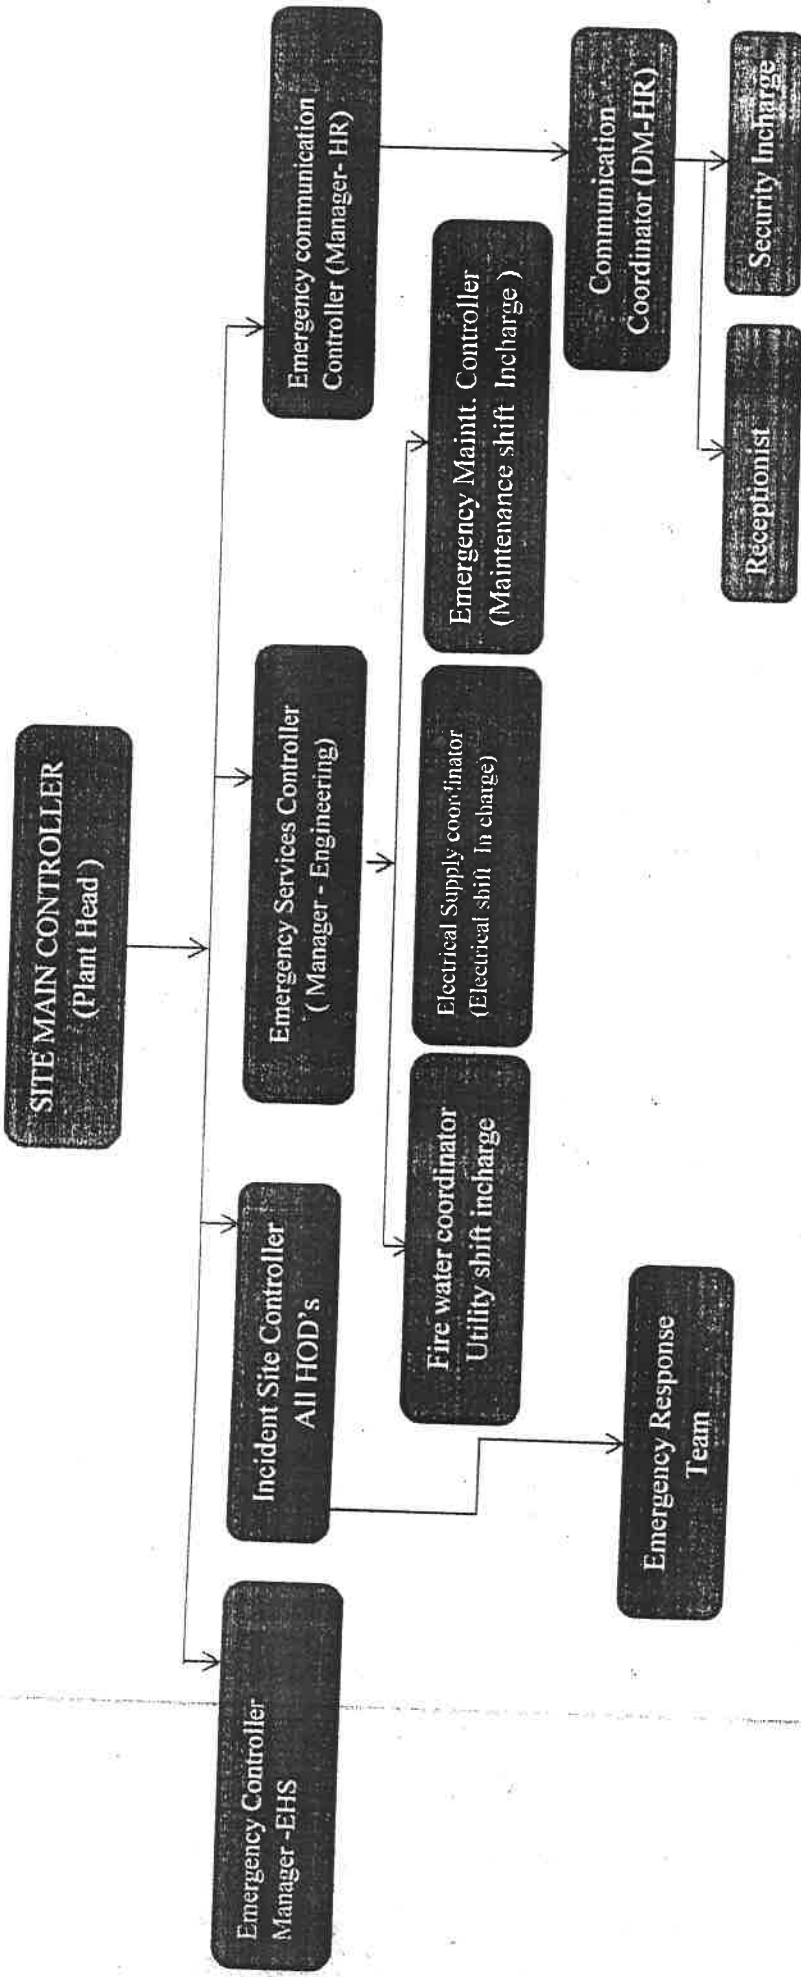 SITE MAIN CONTROLLER
(Plant Head )
Emergency Controller
Manager -EHS
Incident Site Controller
All HOD's
Emergency Services Controller
( Manager - Engineering)
Emergency communication
Controller (Manager- HR)
Fire water coordinator
Utility shift incharge
Electrical Supply coordinator
(Electrical shift In charge)
Emergency Maintt. Controller
(Maintenance shift Incharge )
Emergency Response
Team
Communication
Coordinator (DM-HR)
Receptionist
Security Incharge